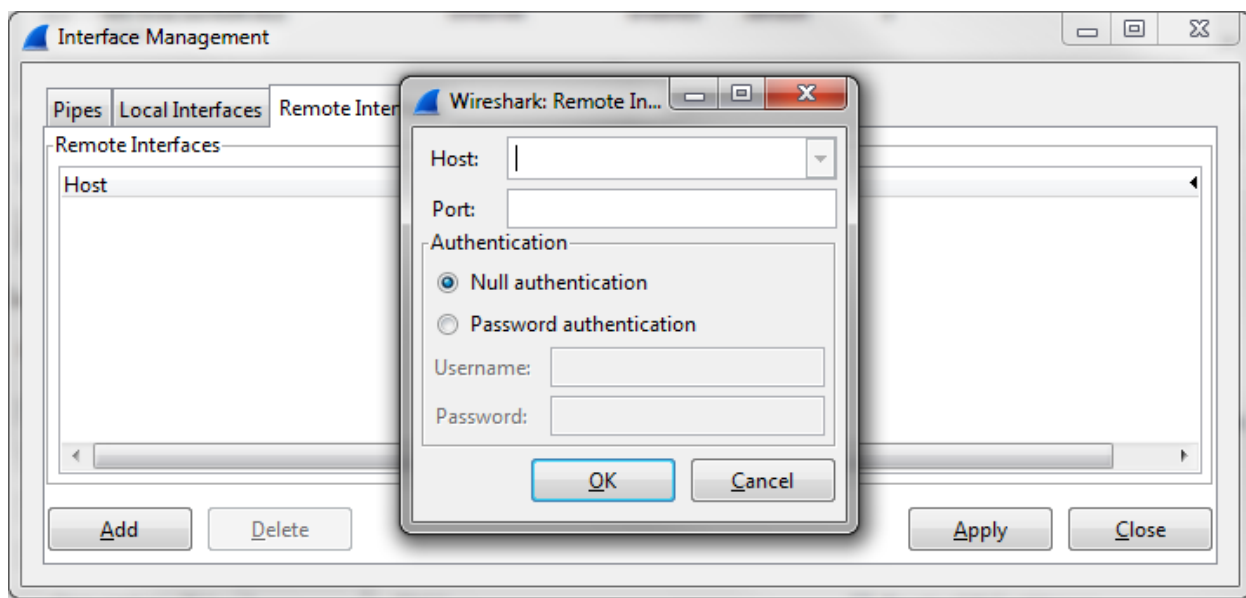 Interface Management
Pipes Local Interfaces Remote Inter
Remote Interfaces
Host
Wireshark: Remote In...
Host:
Port:
Authentication
Null authentication
Password authentication
Username:
Password:
OK Cancel
Add Delete Apply Close